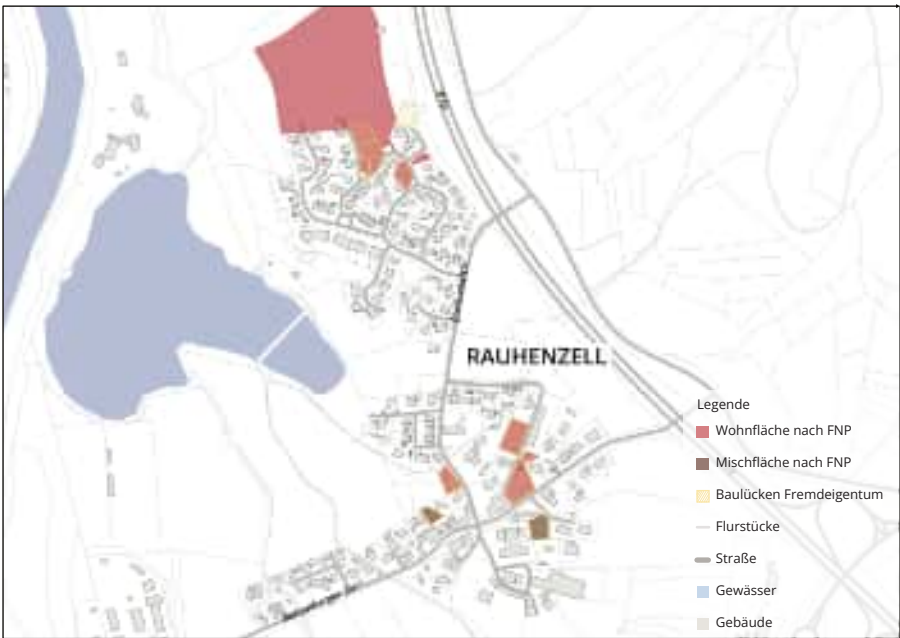 RAUHENZELL
Legende
Wohnfläche nach FNP
Mischfläche nach FNP
Baulücken Fremdeigentum
Flurstücke
Straße
Gewässer
Gebäude